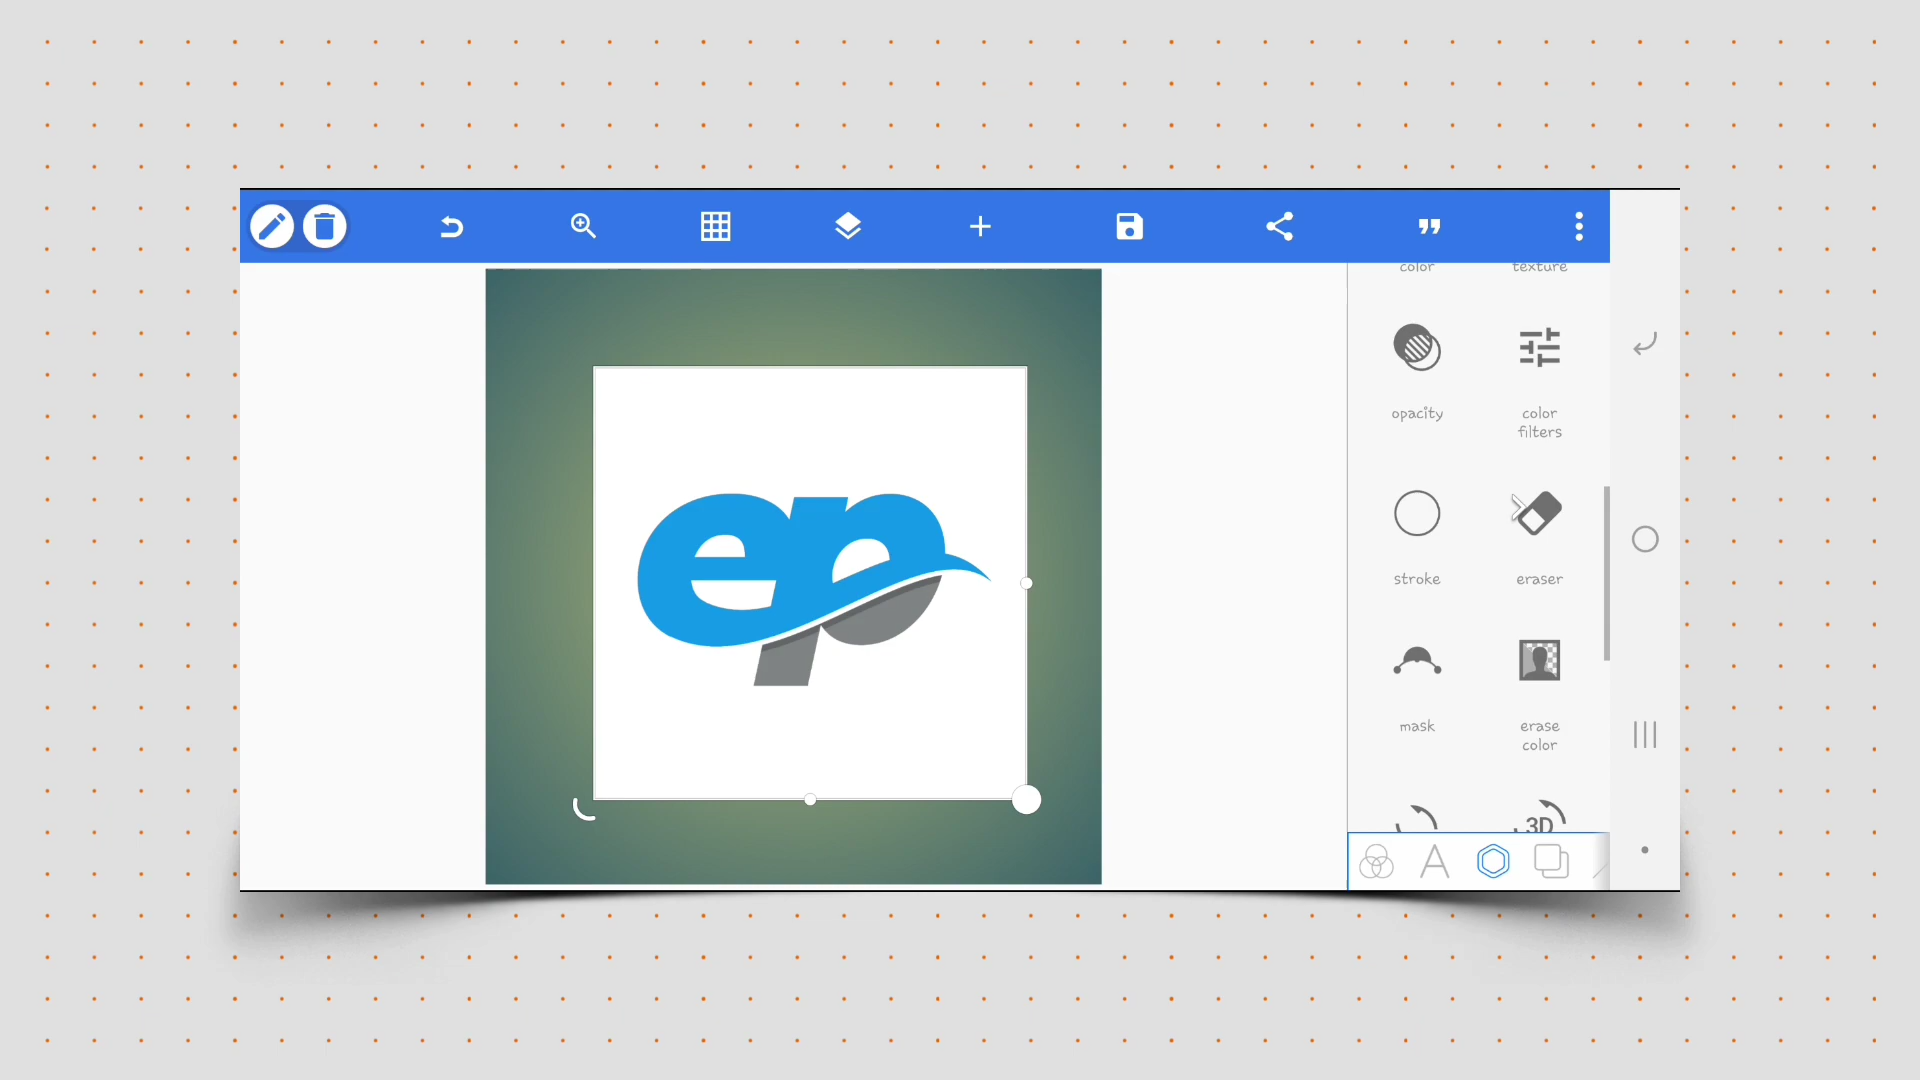 color
texture
opacity
color
filters
ep
stroke
eraser
mask
erase
color
3D